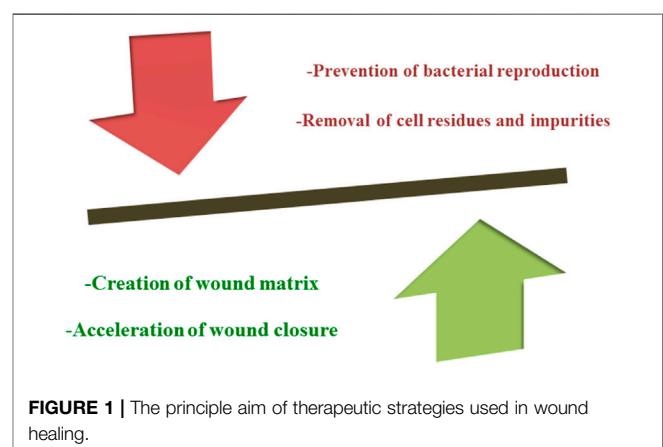 -Prevention of bacterial reproduction
-Removal of cell residues and impurities
-Creation of wound matrix
-Acceleration of wound closure
FIGURE 1 | The principle aim of therapeutic strategies used in wound
healing.